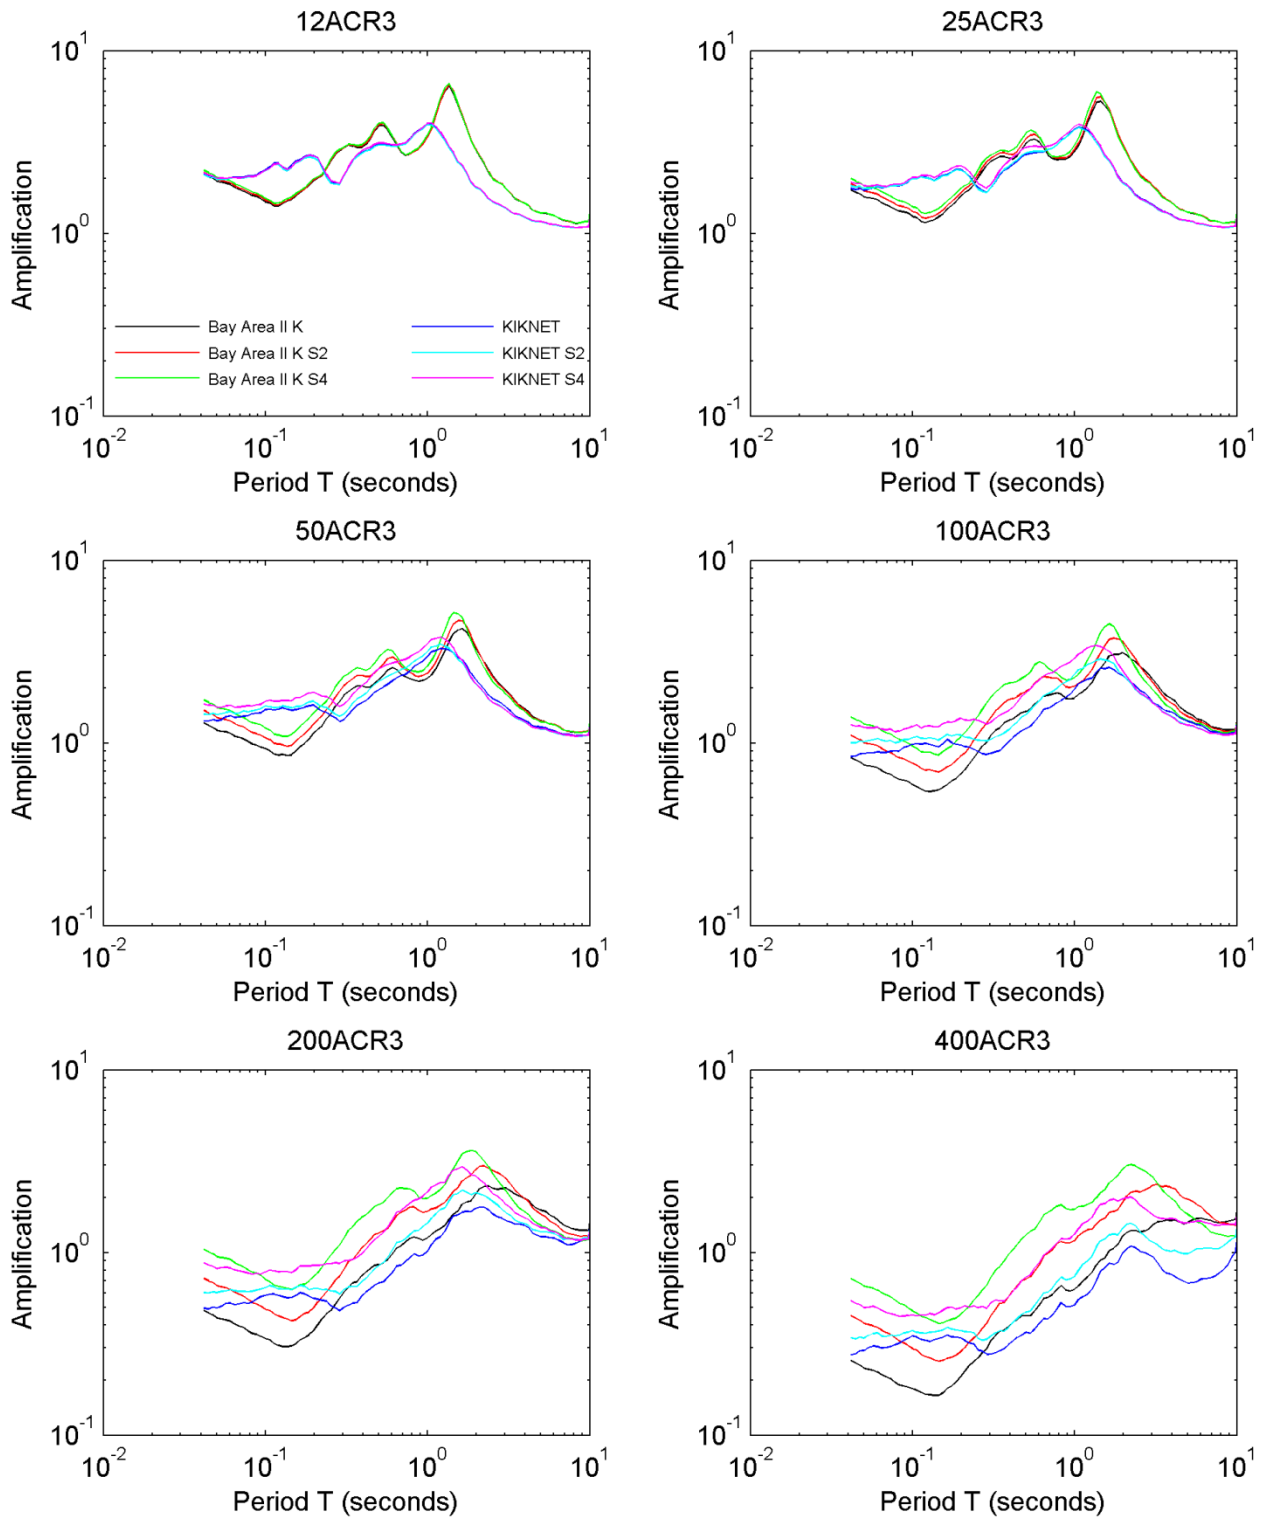 12ACR3
25ACR3
10^1
10^0
10^-1
Amplification
Bay Area II K
Bay Area II K S2
Bay Area II K S4
KIKNET
KIKNET S2
KIKNET S4
10^-2
10^-1
10^0
10^1
Period T (seconds)
10^1
10^0
10^-1
Amplification
10^-2
10^-1
10^0
10^1
Period T (seconds)
50ACR3
100ACR3
10^1
10^0
10^-1
Amplification
10^-2
10^-1
10^0
10^1
Period T (seconds)
10^1
10^0
10^-1
Amplification
10^-2
10^-1
10^0
10^1
Period T (seconds)
200ACR3
400ACR3
10^1
10^0
10^-1
Amplification
10^-2
10^-1
10^0
10^1
Period T (seconds)
10^1
10^0
10^-1
Amplification
10^-2
10^-1
10^0
10^1
Period T (seconds)